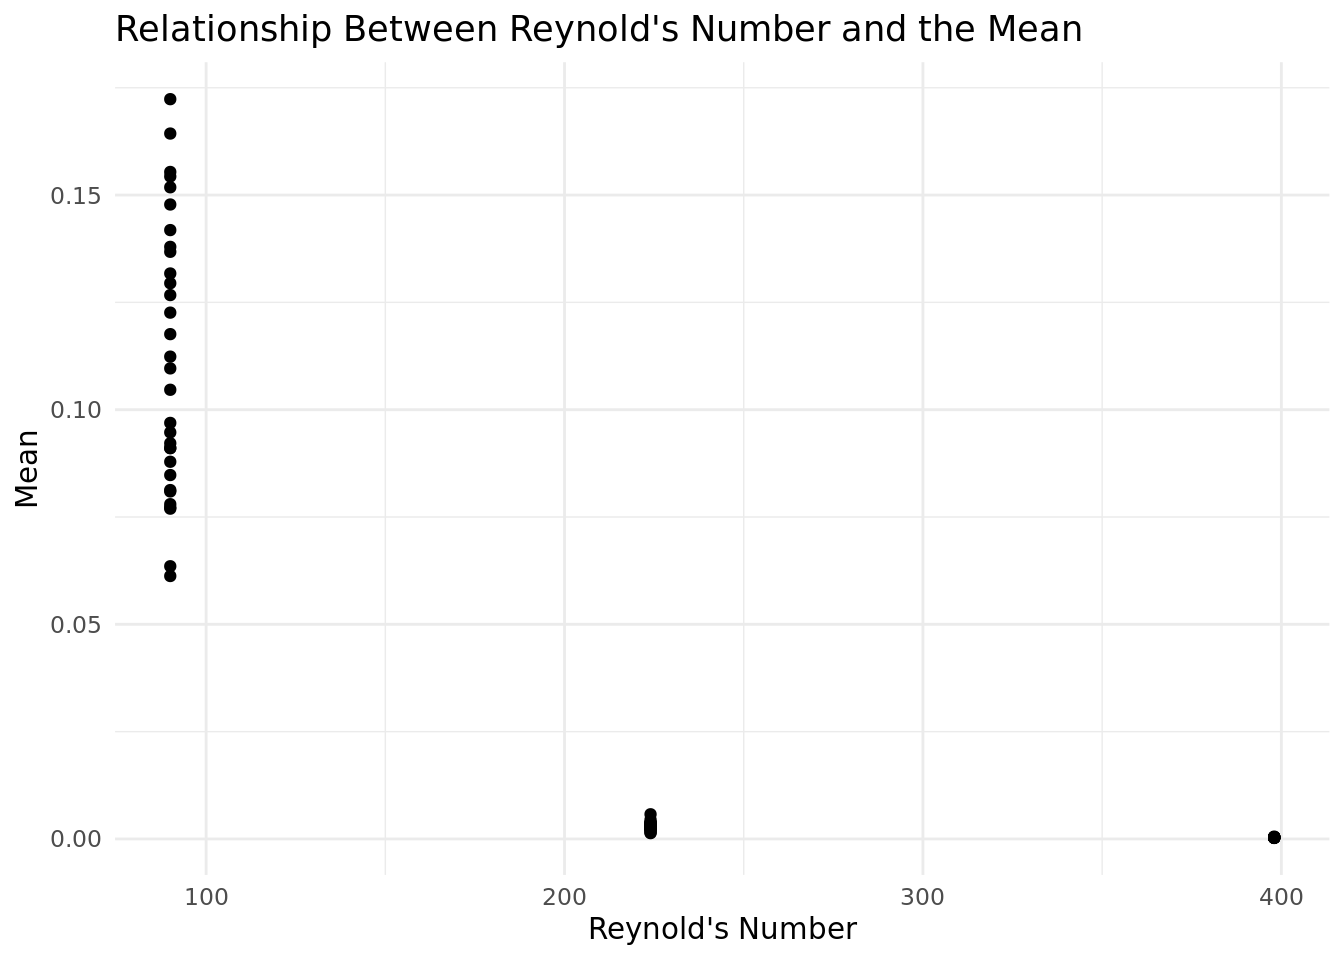 Relationship Between Reynold's Number and the Mean
0.15
0.10
0.05
0.00
Mean
100 200 300 400
Reynold's Number